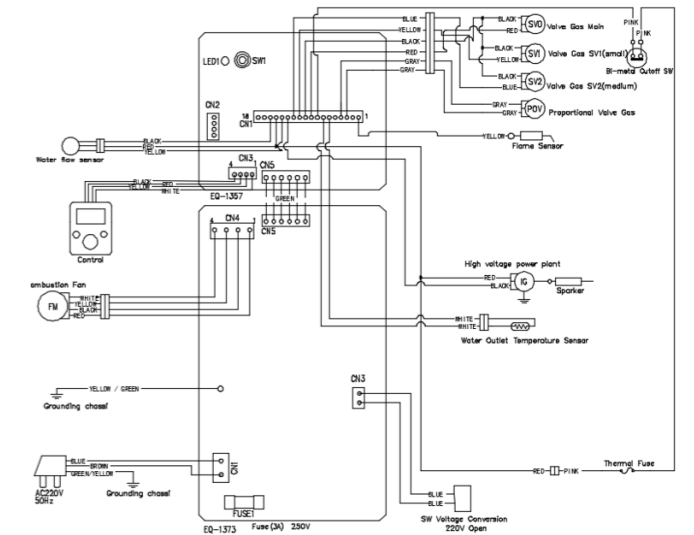 BLUE
YELLOW
BLACK
RED
GRAY
GRAY
BLACK
RED
SV0
Valve Gas Main
BLACK
YELLOW
SV1
Valve Gas SV1(small)
BLACK
BLUE
SV2
Valve Gas SV2(medium)
GRAY
GRAY
POV
Proportional Valve Gas
PINK
PINK
Bi-metal Cutoff SW
LED1
SW1
CN2
18
CN1
1
YELLOW
Flame Sensor
BLACK
RED
YELLOW
Water flow sensor
CN3
4
1
CN5
BLACK
YELLOW
RED
WHITE
EQ-1357
GREEN
Control
CN4
4
1
CN5
High voltage power plant
RED
BLACK
IG
Sparker
ombustion Fan
FM
WHITE
YELLOW
BLACK
RED
WHITE
WHITE
Water Outlet Temperature Sensor
YELLOW / GREEN
Grounding chassi
CN3
BLUE
BROWN
GREEN/YELLOW
AC220V
50Hz
Grounding chassi
CN1
RED
PINK
Thermal Fuse
BLUE
BLUE
SW Voltage Conversion
220V Open
FUSE1
EQ-1373
Fuse(3A) 250V